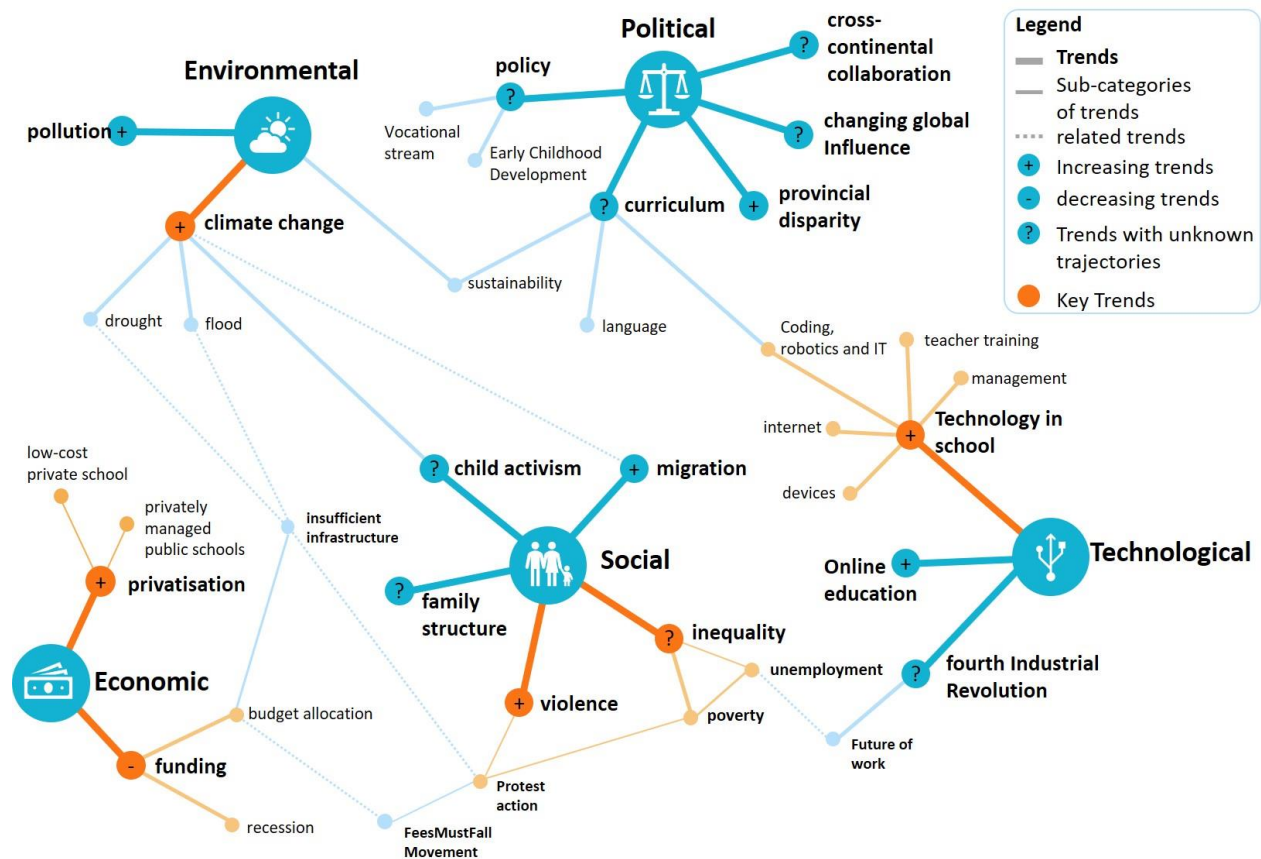 Environmental
pollution
+
+
climate change
drought
flood
Political
policy
?
Vocational
stream
Early Childhood
Development
?
cross-
continental
collaboration
?
changing global
Influence
+
provincial
disparity
?
curriculum
sustainability
language
Legend
Trends
Sub-categories
of trends
related trends
+
Increasing trends
-
decreasing trends
?
Trends with unknown
trajectories
Key Trends
Coding,
robotics and IT
teacher training
management
internet
+
Technology in
school
devices
low-cost
private school
privately
managed
public schools
+
privatisation
Economic
-
funding
budget allocation
recession
insufficient
infrastructure
?
child activism
+
migration
Social
?
family
structure
+
violence
?
inequality
unemployment
poverty
Protest
action
FeesMustFall
Movement
Technological
Online
education
+
?
fourth Industrial
Revolution
Future of
work